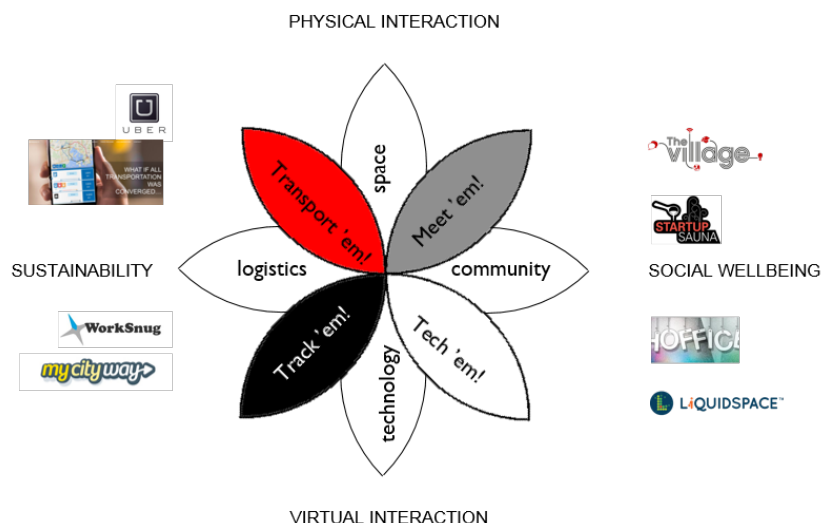 PHYSICAL INTERACTION
UBER
WHAT IF ALL
TRANSPORTATION
WAS
CONVERGED...
space
Transport 'em!
Meet 'em!
The
village
STARTUP
SAUNA
SUSTAINABILITY
logistics
community
SOCIAL WELLBEING
WorkSnug
mycityway
Track 'em!
technology
Tech 'em!
HOFFICE
LiQUIDSPACE™
VIRTUAL INTERACTION